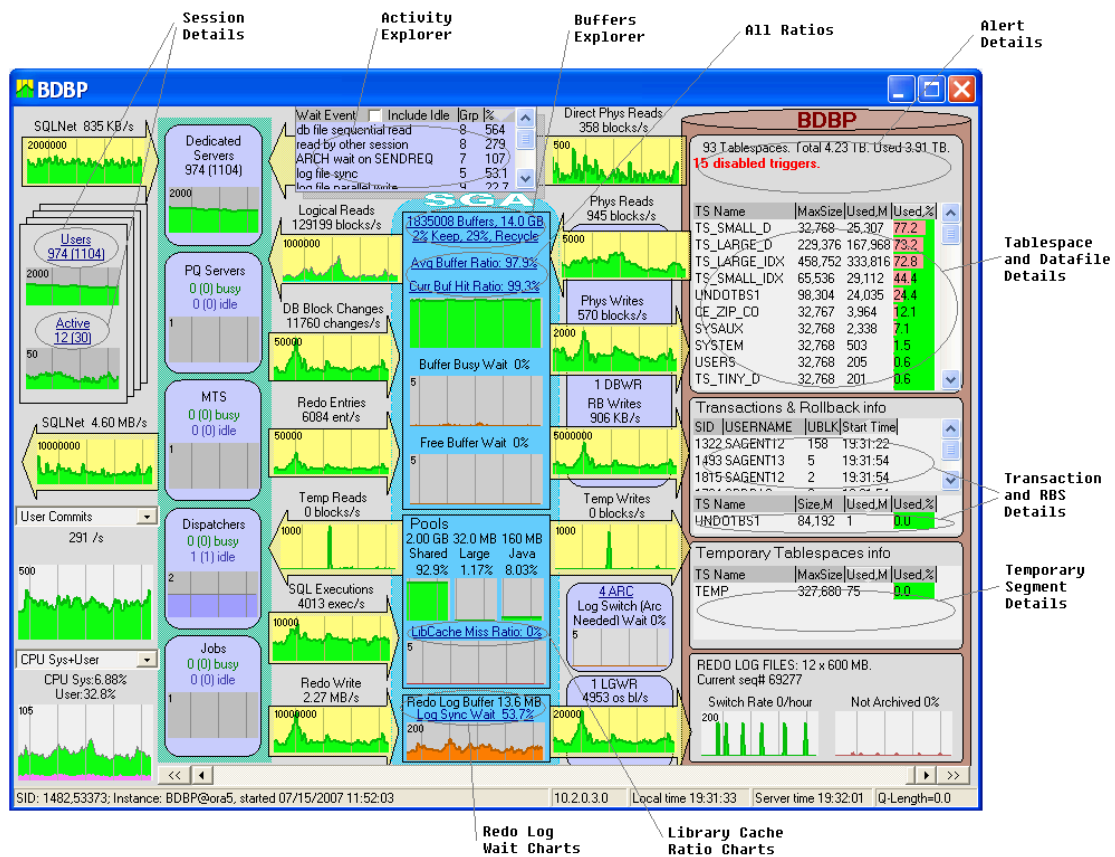 Session
Details
Activity
Explorer
Buffers
Explorer
All Ratios
Alert
Details
BDBP
SQLNet 835 KB/s
2000000
Users
974 (1104)
2000
Active
12 (30)
50
SQLNet 4.60 MB/s
10000000
User Commits
291 /s
500
CPU Sys+User
CPU Sys:6.88%
User:32.8%
105
Dedicated
Servers
974 (1104)
2000
PQ Servers
0 (0) busy
0 (0) idle
1
MTS
0 (0) busy
0 (0) idle
1
Dispatchers
0 (0) busy
1 (1) idle
2
Jobs
0 (0) busy
0 (0) idle
1
Wait Event Include Idle Grp %
db file sequential read 8 564
read by other session 8 279
ARCH wait on SENDREQ 7 107
log file sync 5 53.1
log file parallel write 9 22.7
Logical Reads
129199 blocks/s
1000000
DB Block Changes
11760 changes/s
50000
Redo Entries
6084 ent/s
50000
Temp Reads
0 blocks/s
1000
SQL Executions
4013 exec/s
10000
Redo Write
2.27 MB/s
10000000
SGA
1835008 Buffers, 14.0 GB
2% Keep, 29%, Recycle
Avg Buffer Ratio: 97.9%
Curr Buf Hit Ratio: 99,3%
Buffer Busy Wait 0%
5
Free Buffer Wait 0%
5
Pools
2.00 GB 32.0 MB 160 MB
Shared Large Java
92.9% 1.17% 8.03%
LibCache Miss Ratio: 0%
5
Redo Log Buffer 13.6 MB
Log Sync Wait 53.7%
200
Direct Phys Reads
358 blocks/s
500
Phys Reads
945 blocks/s
5000
Phys Writes
570 blocks/s
2000
1 DBWR
RB Writes
906 KB/s
5000000
Temp Writes
0 blocks/s
1000
4 ARC
Log Switch (Arc
Needed) Wait 0%
5
1 LGWR
4953 os bl/s
20000
BDBP
93 Tablespaces. Total 4.23 TB. Used 3.91 TB.
15 disabled triggers.
TS Name MaxSize Used,M Used,%
TS_SMALL_D 32,768 25,307 77.2
TS_LARGE_D 229,376 167,968 73.2
TS_LARGE_IDX 458,752 333,816 72.8
TS_SMALL_IDX 65,536 29,112 44.4
UNDOTBS1 98,304 24,035 24.4
CE_ZIP_CO 32,767 3,964 12.1
SYSAUX 32,768 2,338 7.1
SYSTEM 32,768 503 1.5
USERS 32,768 205 0.6
TS_TINY_D 32,768 201 0.6
Transactions & Rollback info
SID USERNAME UBLK Start Time
1322 SAGENT12 158 19:31:22
1493 SAGENT13 5 19:31:54
1815 SAGENT12 2 19:31:54
TS Name Size,M Used,M Used,%
UNDOTBS1 84,192 1 0.0
Temporary Tablespaces info
TS Name MaxSize Used,M Used,%
TEMP 327,680 75 0.0
REDO LOG FILES: 12 x 600 MB.
Current seq# 69277
Switch Rate 0/hour Not Archived 0%
200
5
Tablespace
and Datafile
Details
Transaction
and RBS
Details
Temporary
Segment
Details
<< >>
SID: 1482,53373; Instance: BDBP@ora5, started 07/15/2007 11:52:03 10.2.0.3.0 Local time 19:31:33 Server time 19:32:01 Q-Length=0.0
Redo Log
Wait Charts
Library Cache
Ratio Charts